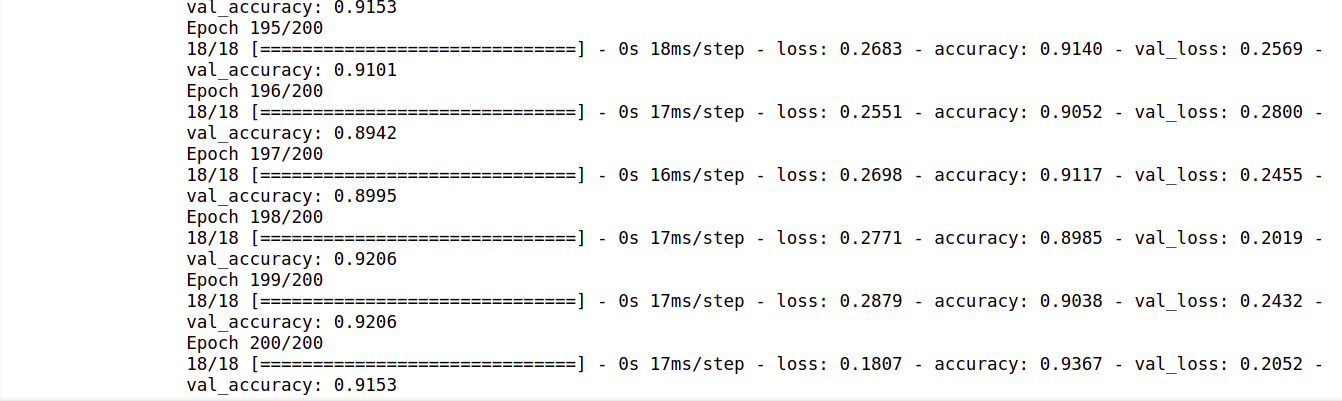 val_accuracy: 0.9153
Epoch 195/200
18/18 [==============================] - 0s 18ms/step - loss: 0.2683 - accuracy: 0.9140 - val_loss: 0.2569 -
val_accuracy: 0.9101
Epoch 196/200
18/18 [==============================] - 0s 17ms/step - loss: 0.2551 - accuracy: 0.9052 - val_loss: 0.2800 -
val_accuracy: 0.8942
Epoch 197/200
18/18 [==============================] - 0s 16ms/step - loss: 0.2698 - accuracy: 0.9117 - val_loss: 0.2455 -
val_accuracy: 0.8995
Epoch 198/200
18/18 [==============================] - 0s 17ms/step - loss: 0.2771 - accuracy: 0.8985 - val_loss: 0.2019 -
val_accuracy: 0.9206
Epoch 199/200
18/18 [==============================] - 0s 17ms/step - loss: 0.2879 - accuracy: 0.9038 - val_loss: 0.2432 -
val_accuracy: 0.9206
Epoch 200/200
18/18 [==============================] - 0s 17ms/step - loss: 0.1807 - accuracy: 0.9367 - val_loss: 0.2052 -
val_accuracy: 0.9153